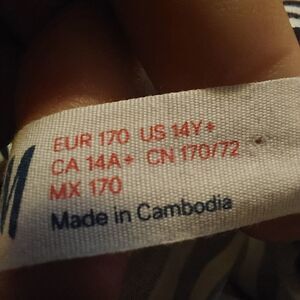 EUR 170 US 14Y+
CA 14A+ CN 170/72
MX 170
Made in Cambodia